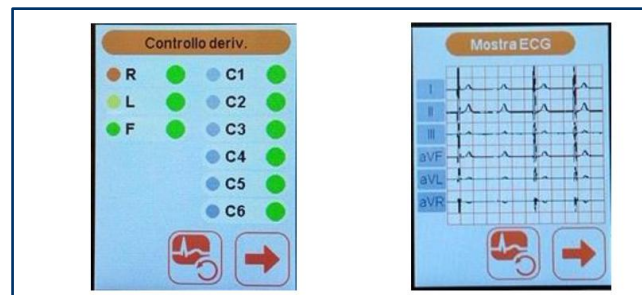 Controllo deriv.
R C1
L C2
F C3
C4
C5
C6
Mostra ECG
I
II
III
aVF
aVL
aVR